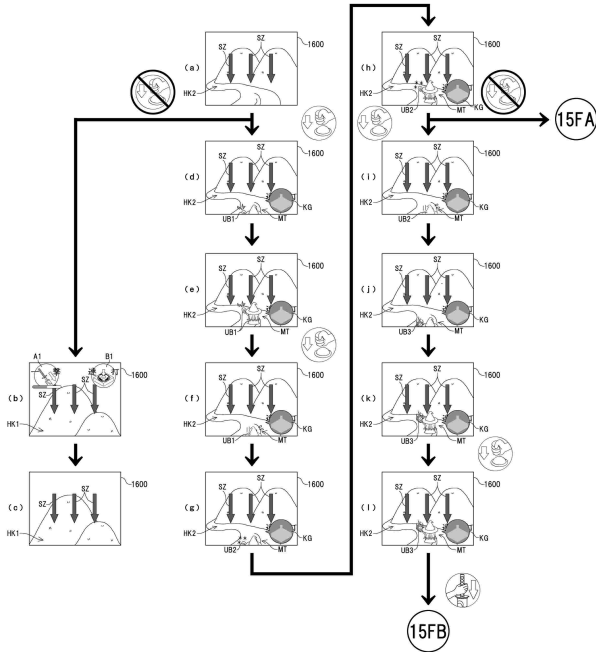 (a) SZ SZ 1600
HK2
(d) SZ SZ 1600
HK2 UB1 MT KG
(e) SZ SZ 1600
HK2 UB1 MT KG
(f) SZ SZ 1600
HK2 UB1 MT KG
(g) SZ SZ 1600
HK2 UB2 MT KG
A1 B1
撃 連 打
(b) SZ SZ 1600
HK1
(c) SZ SZ 1600
HK1
(h) SZ SZ 1600
HK2 UB2 MT KG
15FA
(i) SZ SZ 1600
HK2 UB2 MT KG
(j) SZ SZ 1600
HK2 UB3 MT KG
(k) SZ SZ 1600
HK2 UB3 MT KG
(l) SZ SZ 1600
HK2 UB3 MT KG
15FB